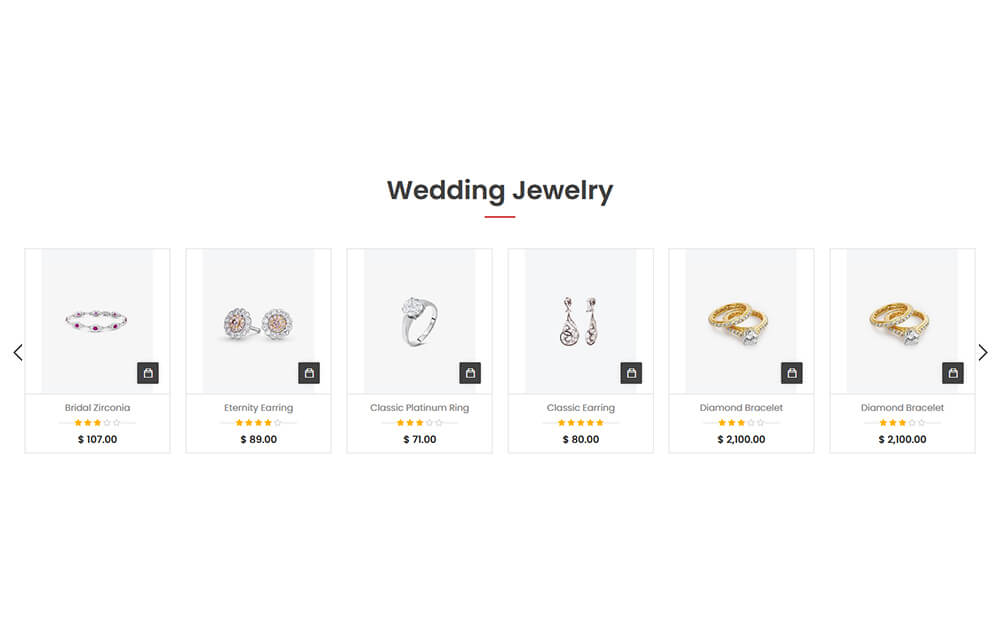 Wedding Jewelry
Bridal Zirconia
$ 107.00
Eternity Earring
$ 89.00
Classic Platinum Ring
$ 71.00
Classic Earring
$ 80.00
Diamond Bracelet
$ 2,100.00
Diamond Bracelet
$ 2,100.00